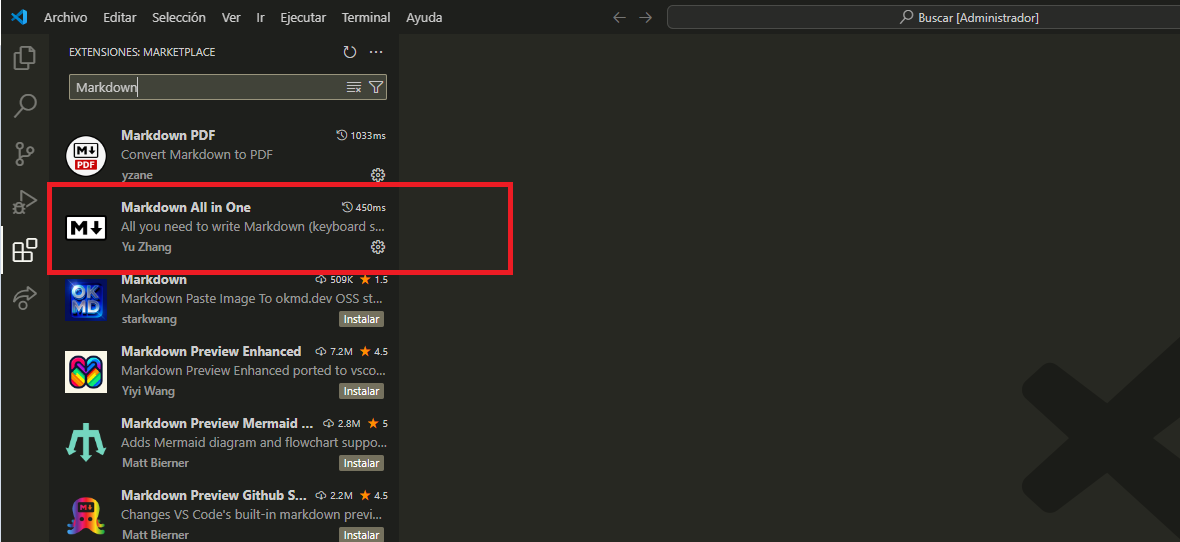 Archivo Editar Selección Ver Ir Ejecutar Terminal Ayuda Buscar [Administrador]
EXTENSIONES: MARKETPLACE
Markdown
Markdown PDF 1033ms
Convert Markdown to PDF
yzane
Markdown All in One 450ms
All you need to write Markdown (keyboard s...
Yu Zhang
Markdown 509K 1.5
Markdown Paste Image To okmd.dev OSS st...
starkwang Instalar
Markdown Preview Enhanced 7.2M 4.5
Markdown Preview Enhanced ported to vsco...
Yiyi Wang Instalar
Markdown Preview Mermaid ... 2.8M 5
Adds Mermaid diagram and flowchart suppo...
Matt Bierner Instalar
Markdown Preview Github S... 2.2M 4.5
Changes VS Code's built-in markdown previ...
Matt Bierner Instalar
M PDF
M
OK
MD
M